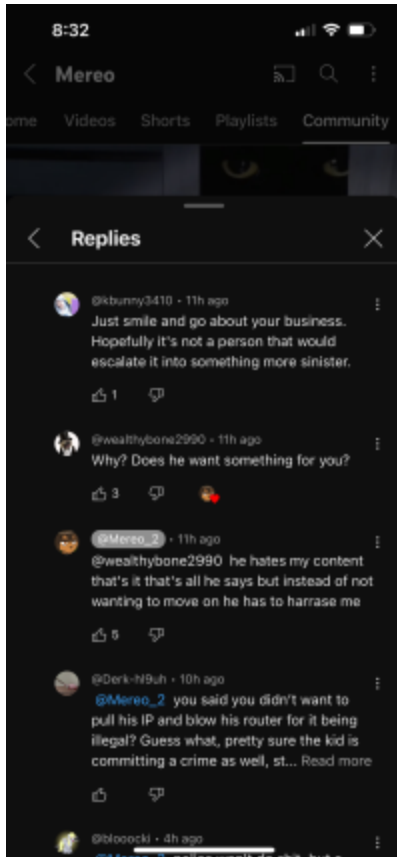 8:32
Mereo
ome Videos Shorts Playlists Community
Replies
@kbunny3410 • 11h ago
Just smile and go about your business.
Hopefully it's not a person that would
escalate it into something more sinister.
1
@wealthybone2990 • 11h ago
Why? Does he want something for you?
3
@Mereo_2 • 11h ago
@wealthybone2990 he hates my content
that's it that's all he says but instead of not
wanting to move on he has to harrase me
5
@Derk-hl9uh • 10h ago
@Mereo_2 you said you didn't want to
pull his IP and blow his router for it being
illegal? Guess what, pretty sure the kid is
committing a crime as well, st... Read more
@blooocki • 4h ago
@Mereo_2